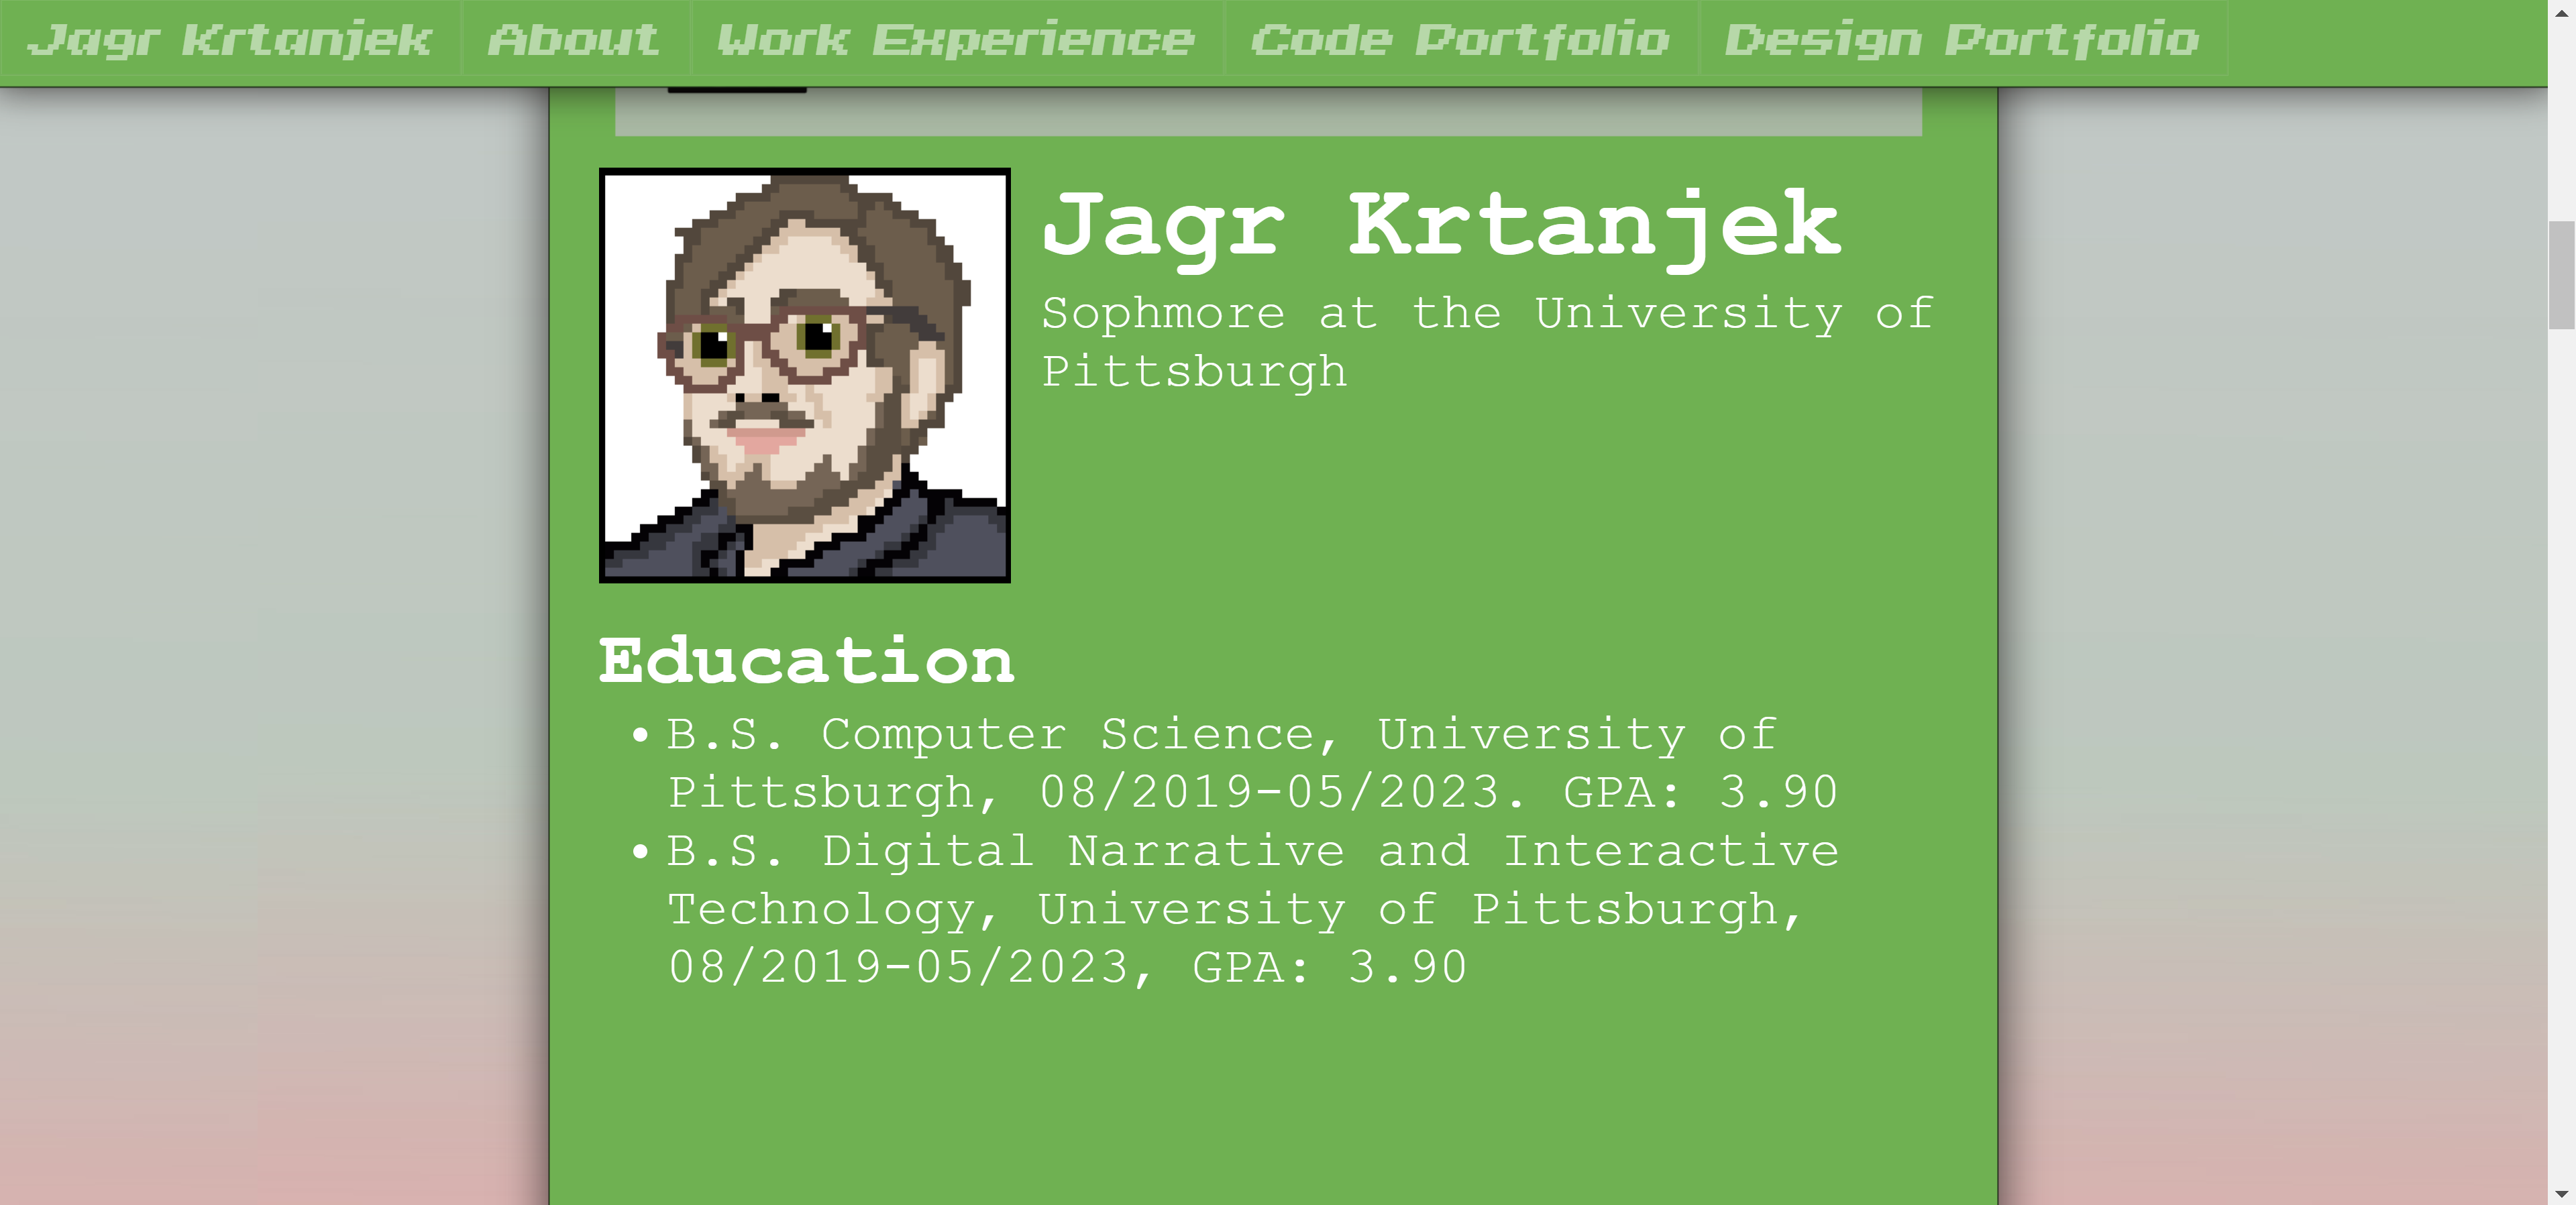 Jagr Krtanjek About Work Experience Code Portfolio Design Portfolio
Jagr Krtanjek
Sophmore at the University of
Pittsburgh
Education
• B.S. Computer Science, University of
Pittsburgh, 08/2019-05/2023. GPA: 3.90
• B.S. Digital Narrative and Interactive
Technology, University of Pittsburgh,
08/2019-05/2023, GPA: 3.90